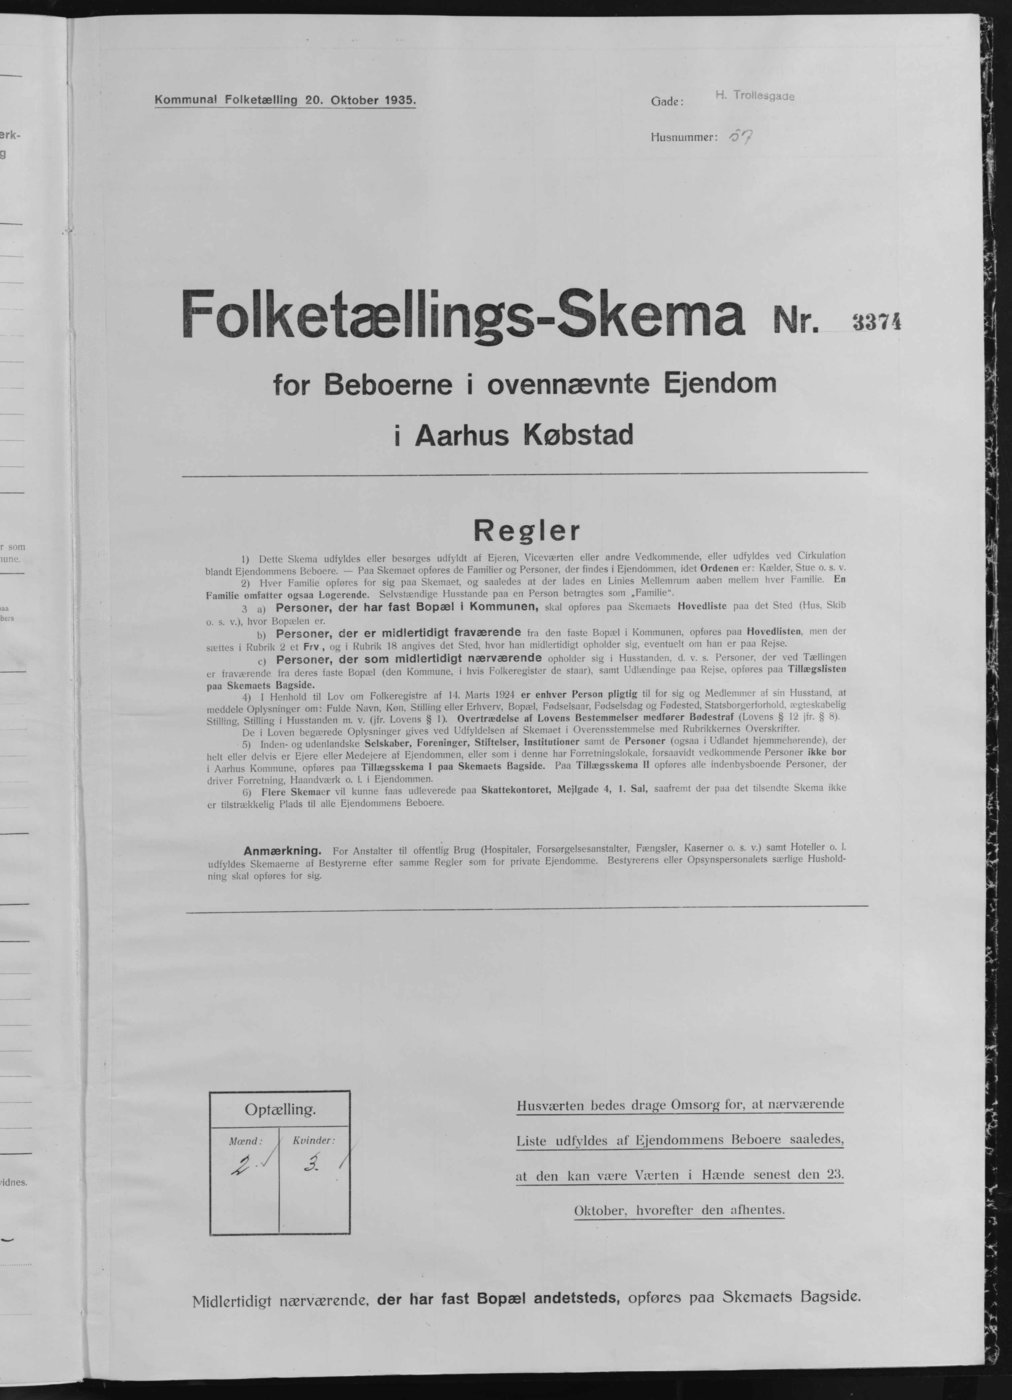 Kommunal Folketælling 20. Oktober 1935.
Gade: H. Trollesgade
Husnummer: 57
Folketællings-Skema Nr. 3374
for Beboerne i ovennævnte Ejendom
i Aarhus Købstad
Regler
1) Dette Skema udfyldes eller besørges udfyldt af Ejeren, Viceværten eller andre Vedkommende, eller udfyldes ved Cirkulation
blandt Ejendommens Beboere. — Paa Skemaet opføres de Familier og Personer, der findes i Ejendommen, idet Ordenen er: Kælder, Stue o. s. v.
2) Hver Familie opføres for sig paa Skemaet, og saaledes at der lades en Linies Mellemrum aaben mellem hver Familie. En
Familie omfatter ogsaa Logerende. Selvstændige Husstande paa en Person betragtes som „Familie“.
3 a) Personer, der har fast Bopæl i Kommunen, skal opføres paa Skemaets Hovedliste paa det Sted (Hus, Skib
o. s. v.), hvor Bopælen er.
b) Personer, der er midlertidigt fraværende fra den faste Bopæl i Kommunen, opføres paa Hovedlisten, men der
sættes i Rubrik 2 et Frv., og i Rubrik 18 angives det Sted, hvor han midlertidigt opholder sig, eventuelt om han er paa Rejse.
c) Personer, der som midlertidigt nærværende opholder sig i Husstanden, d. v. s. Personer, der ved Tællingen
er fraværende fra deres faste Bopæl (den Kommune, i hvis Folkeregister de staar), samt Udlændinge paa Rejse, opføres paa Tillægslisten
paa Skemaets Bagside.
4) I Henhold til Lov om Folkeregistre af 14. Marts 1924 er enhver Person pligtig til for sig og Medlemmer af sin Husstand, at
meddele Oplysninger om: Fulde Navn, Køn, Stilling eller Erhverv, Bopæl, Fødselsaar, Fødselsdag og Fødested, Statsborgerforhold, ægteskabelig
Stilling, Stilling i Husstanden m. v. (jfr. Lovens § 1). Overtrædelse af Lovens Bestemmelser medfører Bødestraf (Lovens § 12 jfr. § 8).
De i Loven begærede Oplysninger gives ved Udfyldelsen af Skemaet i Overensstemmelse med Rubrikkernes Overskrifter.
5) Inden- og udenlandske Selskaber, Foreninger, Stiftelser, Institutioner samt de Personer (ogsaa i Udlandet hjemmehørende), der
helt eller delvis er Ejere eller Medejere af Ejendommen, eller som i denne har Forretningslokale, forsaavidt vedkommende Personer ikke bor
i Aarhus Kommune, opføres paa Tillægsskema I paa Skemaets Bagside. Paa Tillægsskema II opføres alle indenbysboende Personer, der
driver Forretning, Haandværk o. l. i Ejendommen.
6) Flere Skemaer vil kunne faas udleverede paa Skattekontoret, Mejlgade 4, 1. Sal, saafremt der paa det tilsendte Skema ikke
er tilstrækkelig Plads til alle Ejendommens Beboere.
Anmærkning. For Anstalter til offentlig Brug (Hospitaler, Forsørgelsesanstalter, Fængsler, Kaserner o. s. v.) samt Hoteller o. l.
udfyldes Skemaerne af Bestyrerne efter samme Regler som for private Ejendomme. Bestyrerens eller Opsynspersonalets særlige Hushold-
ning skal opføres for sig.
Optælling.
Mænd: Kvinder:
2 3
Husværten bedes drage Omsorg for, at nærværende
Liste udfyldes af Ejendommens Beboere saaledes,
at den kan være Værten i Hænde senest den 23.
Oktober, hvorefter den afhentes.
Midlertidigt nærværende, der har fast Bopæl andetsteds, opføres paa Skemaets Bagside.